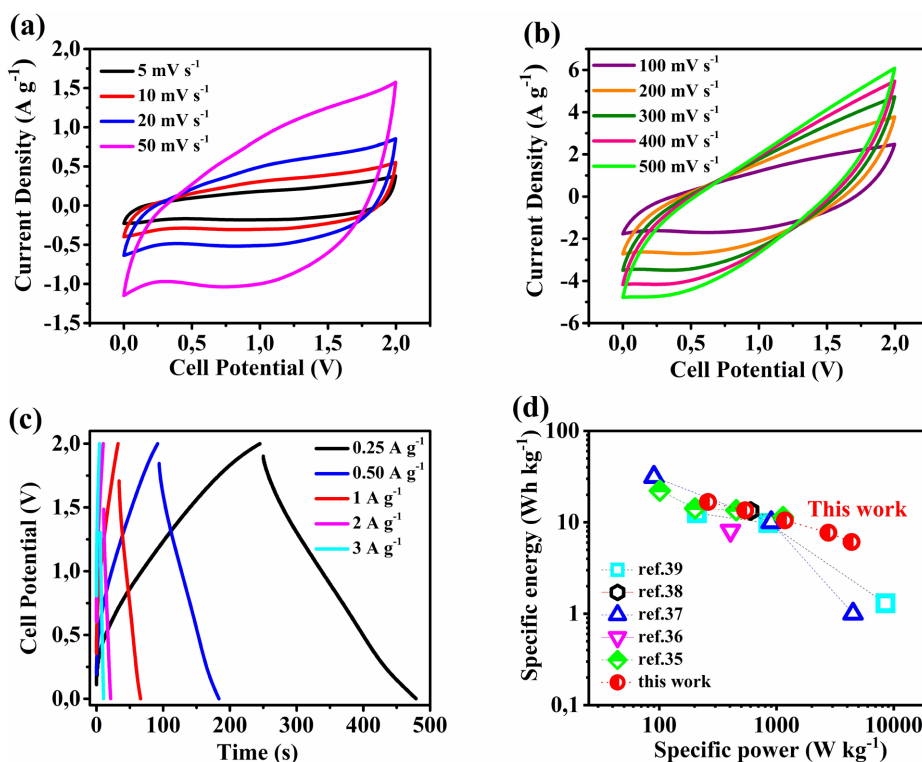 (a)
2,0
1,5
1,0
0,5
0,0
-0,5
-1,0
-1,5
Current Density (A g⁻¹)
5 mV s⁻¹
10 mV s⁻¹
20 mV s⁻¹
50 mV s⁻¹
0,0 0,5 1,0 1,5 2,0
Cell Potential (V)
(b)
6
4
2
0
-2
-4
-6
Current Density (A g⁻¹)
100 mV s⁻¹
200 mV s⁻¹
300 mV s⁻¹
400 mV s⁻¹
500 mV s⁻¹
0,0 0,5 1,0 1,5 2,0
Cell Potential (V)
(c)
2,0
1,5
1,0
0,5
0,0
Cell Potential (V)
0.25 A g⁻¹
0.50 A g⁻¹
1 A g⁻¹
2 A g⁻¹
3 A g⁻¹
0 100 200 300 400 500
Time (s)
(d)
100
10
1
0,1
Specific energy (Wh kg⁻¹)
This work
ref.39
ref.38
ref.37
ref.36
ref.35
this work
100 1000 10000
Specific power (W kg⁻¹)